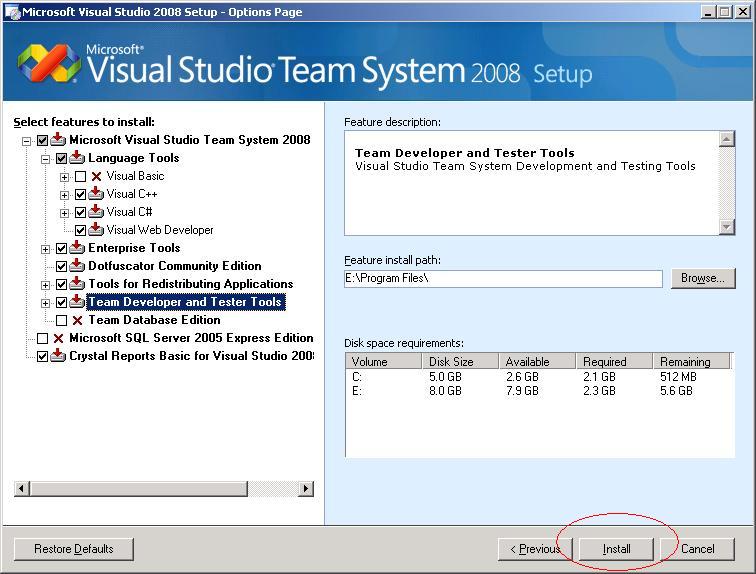 Microsoft Visual Studio 2008 Setup - Options Page
Microsoft®
Visual Studio Team System 2008 Setup
Select features to install:
Microsoft Visual Studio Team System 2008
Language Tools
Visual Basic
Visual C++
Visual C#
Visual Web Developer
Enterprise Tools
Dotfuscator Community Edition
Tools for Redistributing Applications
Team Developer and Tester Tools
Team Database Edition
Microsoft SQL Server 2005 Express Edition
Crystal Reports Basic for Visual Studio 200
Feature description:
Team Developer and Tester Tools
Visual Studio Team System Development and Testing Tools
Feature install path:
E:\Program Files\
Browse...
Disk space requirements:
Volume Disk Size Available Required Remaining
C: 5.0 GB 2.6 GB 2.1 GB 512 MB
E: 8.0 GB 7.9 GB 2.3 GB 5.6 GB
Restore Defaults
< Previous
Install
Cancel